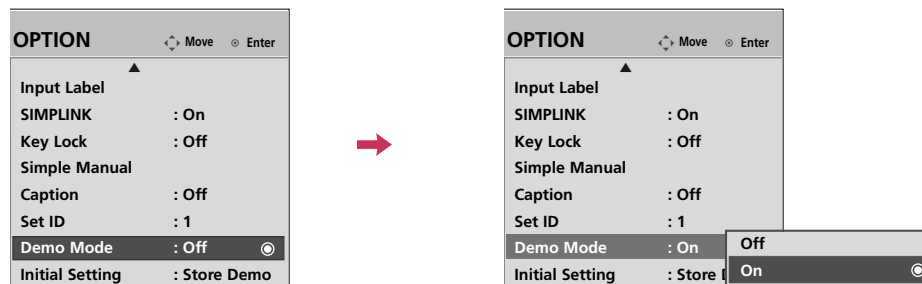 OPTION Move Enter
Input Label
SIMPLINK : On
Key Lock : Off
Simple Manual
Caption : Off
Set ID : 1
Demo Mode : Off
Initial Setting : Store Demo
OPTION Move Enter
Input Label
SIMPLINK : On
Key Lock : Off
Simple Manual
Caption : Off
Set ID : 1
Demo Mode : On
Initial Setting : Store
Off
On